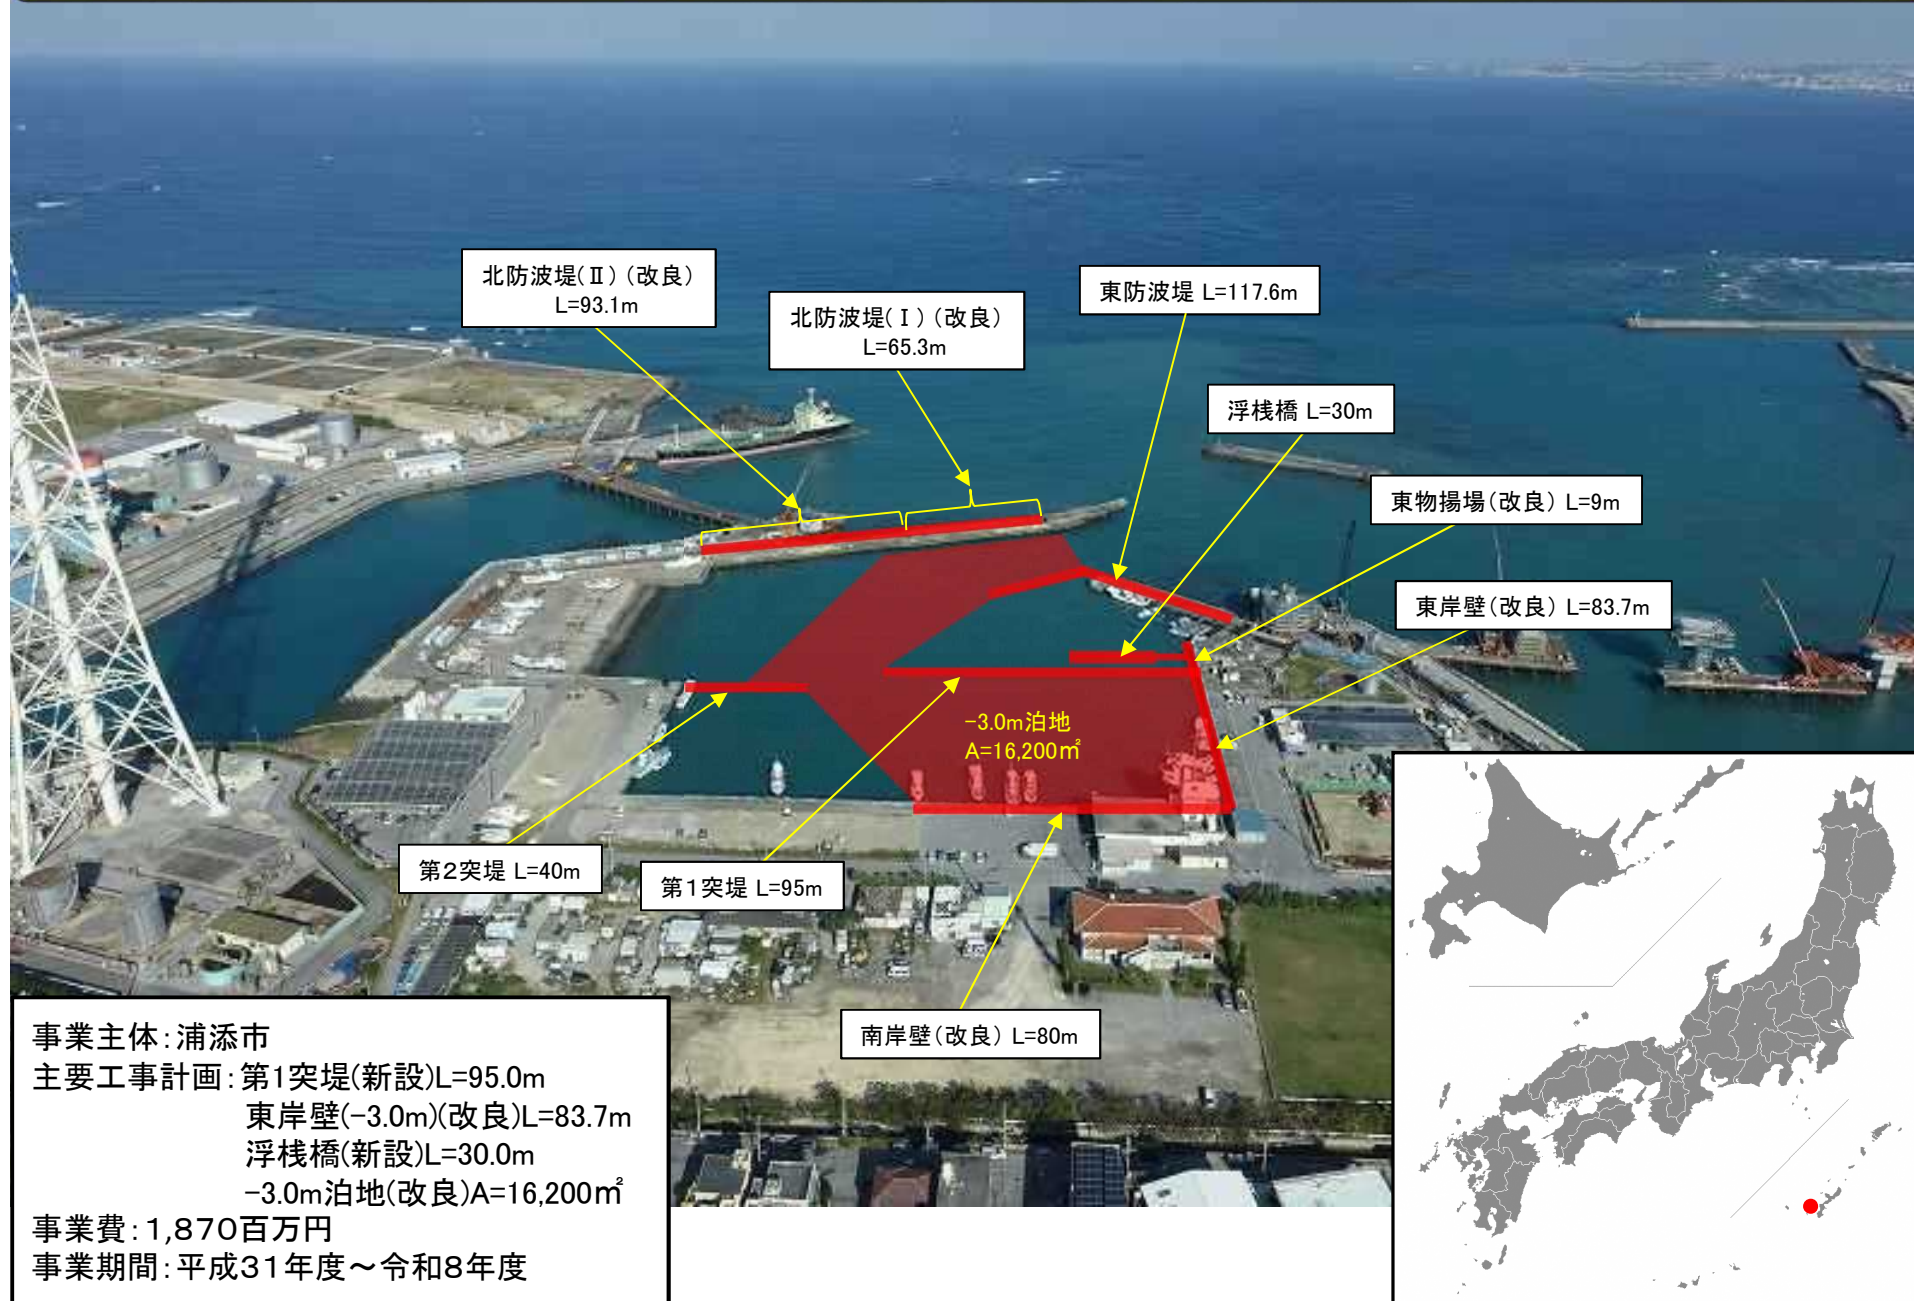 北防波堤(Ⅱ)(改良)
L=93.1m
北防波堤(Ⅰ)(改良)
L=65.3m
東防波堤 L=117.6m
浮桟橋 L=30m
東物揚場(改良) L=9m
東岸壁(改良) L=83.7m
-3.0m泊地
A=16,200㎡
第2突堤 L=40m
第1突堤 L=95m
南岸壁(改良) L=80m
事業主体:浦添市
主要工事計画:第1突堤(新設)L=95.0m
東岸壁(-3.0m)(改良)L=83.7m
浮桟橋(新設)L=30.0m
-3.0m泊地(改良)A=16,200㎡
事業費:1,870百万円
事業期間:平成31年度~令和8年度